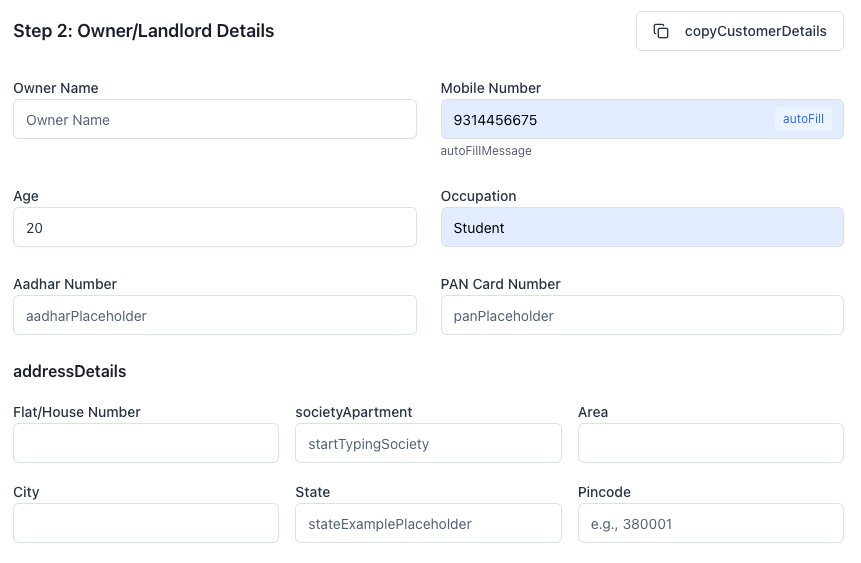 Step 2: Owner/Landlord Details
copyCustomerDetails
Owner Name
Mobile Number
Owner Name
9314456675
autoFill
autoFillMessage
Age
Occupation
20
Student
Aadhar Number
PAN Card Number
aadharPlaceholder
panPlaceholder
addressDetails
Flat/House Number
societyApartment
Area
startTypingSociety
City
State
Pincode
stateExamplePlaceholder
e.g., 380001